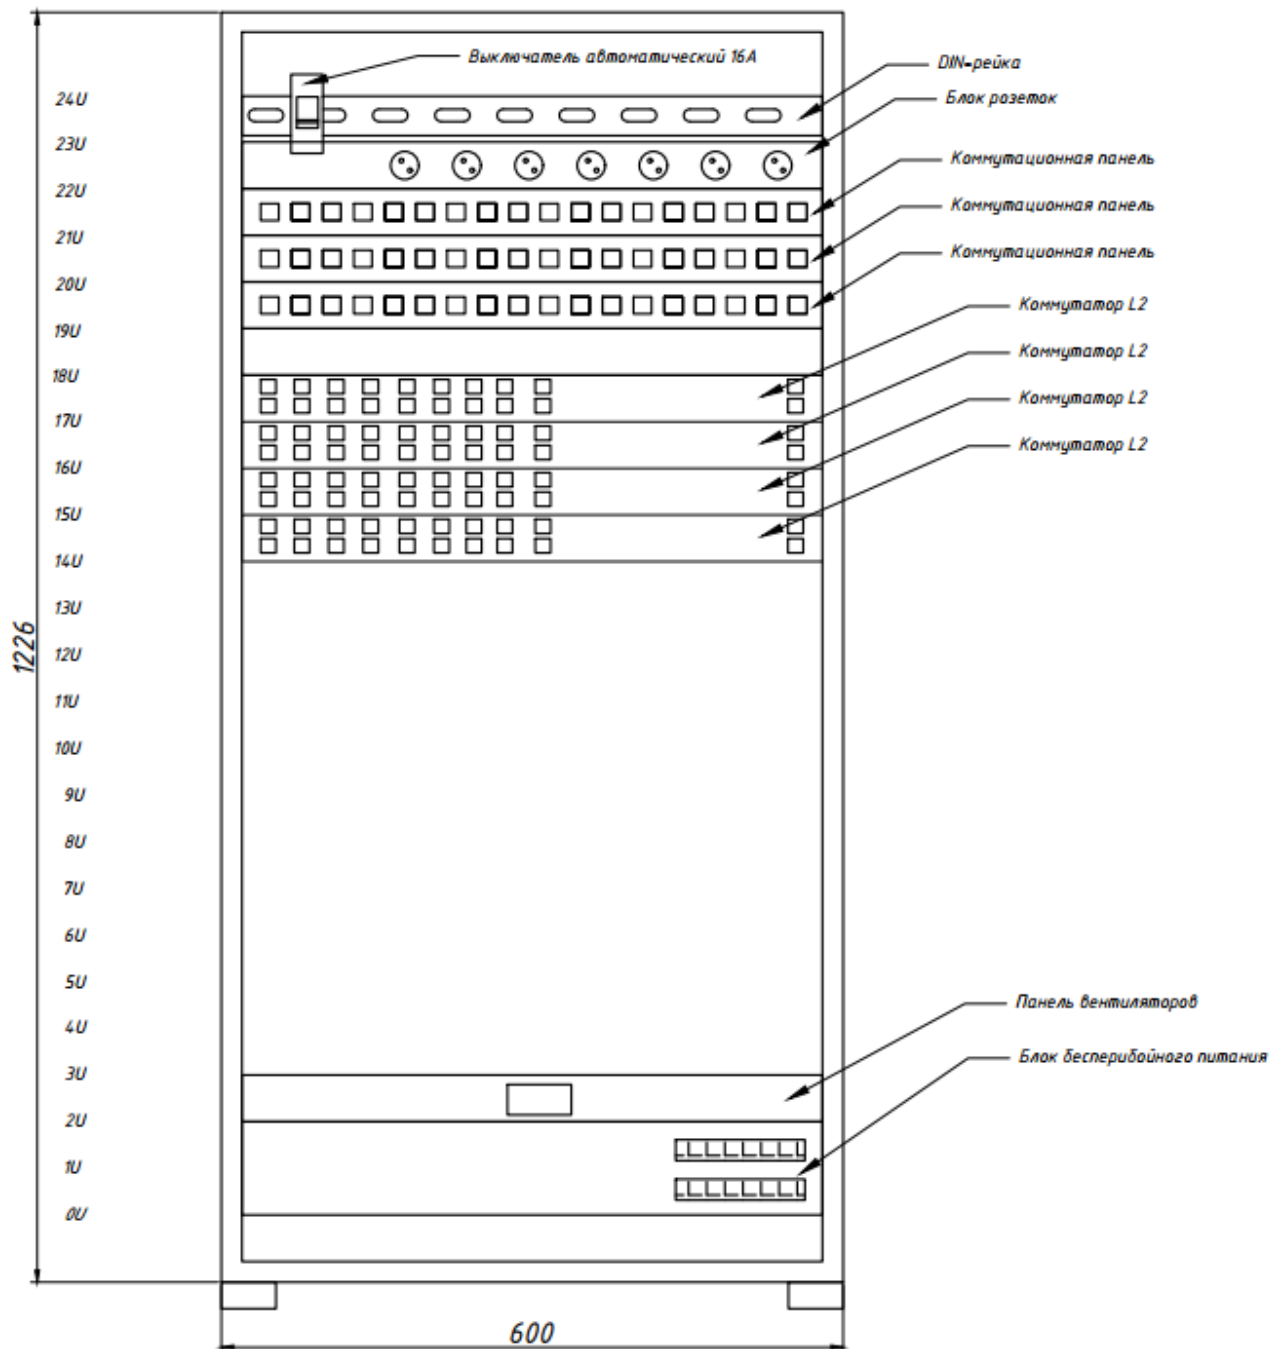 Выключатель автоматический 16А
DIN-рейка
Блок розеток
24U
23U
Коммутационная панель
22U
Коммутационная панель
21U
Коммутационная панель
20U
Коммутатор L2
19U
Коммутатор L2
18U
Коммутатор L2
17U
Коммутатор L2
16U
15U
14U
13U
1226
12U
11U
10U
9U
8U
7U
6U
5U
Панель вентиляторов
4U
Блок бесперибойного питания
3U
2U
1U
0U
600